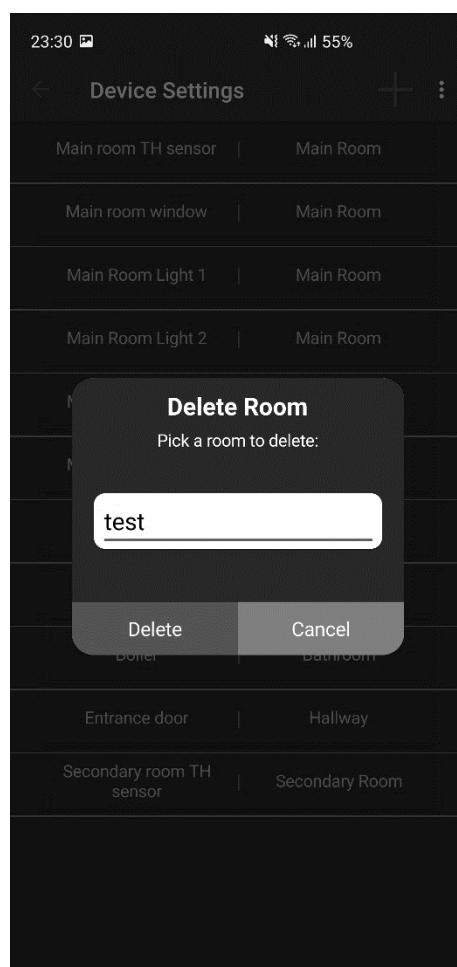 23:30 55%
Device Settings
Main room TH sensor | Main Room
Main room window | Main Room
Main Room Light 1 | Main Room
Main Room Light 2 | Main Room
Delete Room
Pick a room to delete:
test
Delete Cancel
Boiler | Bathroom
Entrance door | Hallway
Secondary room TH
sensor | Secondary Room